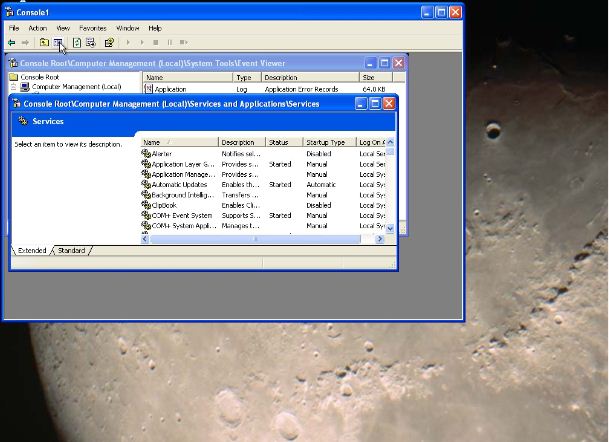 Console1
File Action View Favorites Window Help
Console Root\Computer Management (Local)\System Tools\Event Viewer
Console Root
Computer Management (Local)
Name Type Description Size
Application Log Application Error Records 64.0 KB
Console Root\Computer Management (Local)\Services and Applications\Services
Services
Select an item to view its description.
Name Description Status Startup Type Log On A
Alerter Notifies sel... Disabled Local Ser
Application Layer G... Provides s... Started Manual Local Ser
Application Manage... Provides s... Manual Local Sys
Automatic Updates Enables th... Started Automatic Local Sys
Background Intellig... Transfers ... Manual Local Sys
ClipBook Enables Cli... Disabled Local Sys
COM+ Event System Supports S... Started Manual Local Sys
COM+ System Appli... Manages t... Manual Local Sys
Extended Standard